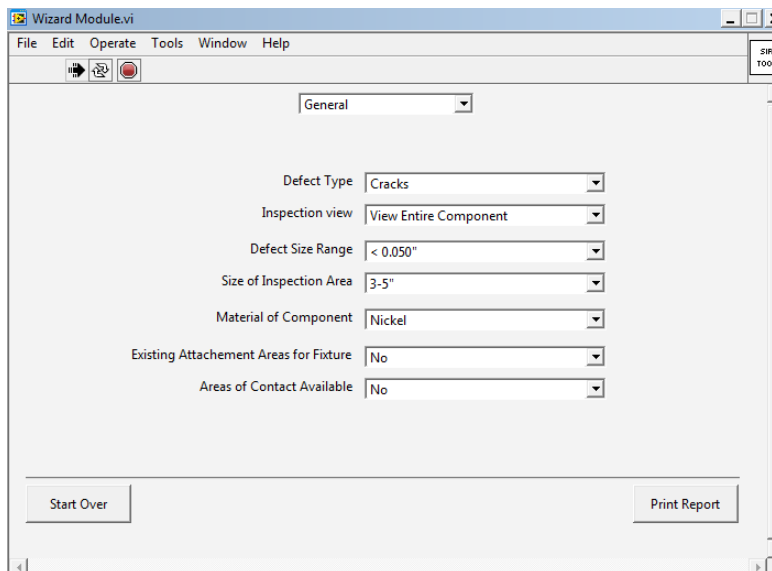 Wizard Module.vi
File Edit Operate Tools Window Help
General
Defect Type Cracks
Inspection view View Entire Component
Defect Size Range < 0.050"
Size of Inspection Area 3-5"
Material of Component Nickel
Existing Attachement Areas for Fixture No
Areas of Contact Available No
Start Over Print Report